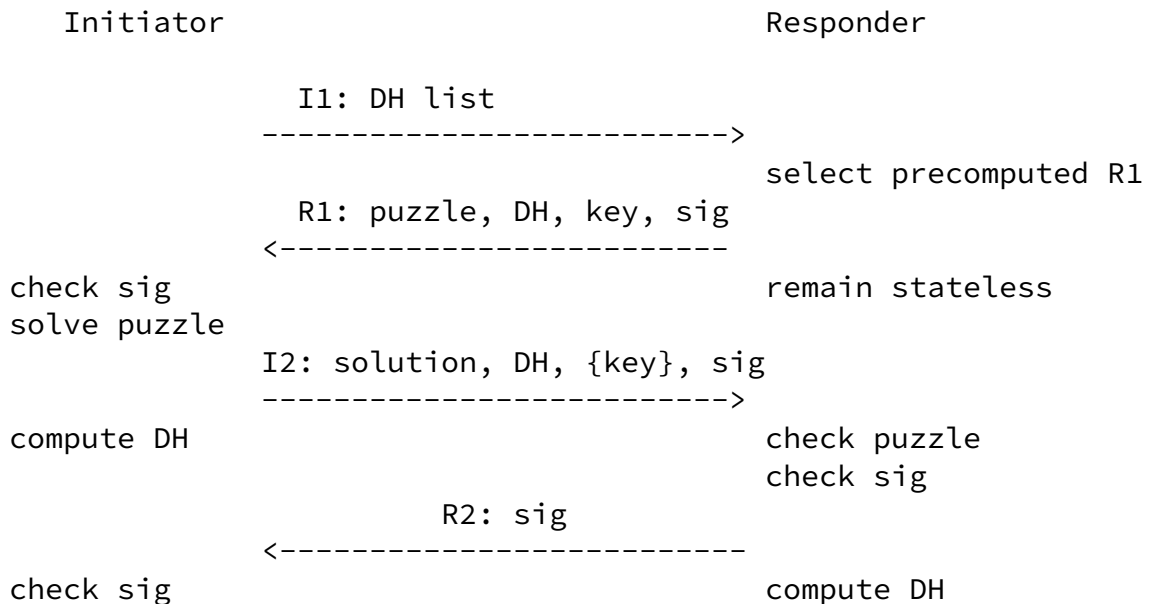 Initiator                              Responder
I1: DH list
-------------------------->
select precomputed R1
R1: puzzle, DH, key, sig
<-------------------------
check sig                              remain stateless
solve puzzle
I2: solution, DH, {key}, sig
-------------------------->
compute DH                             check puzzle
check sig
R2: sig
<--------------------------
check sig                              compute DH